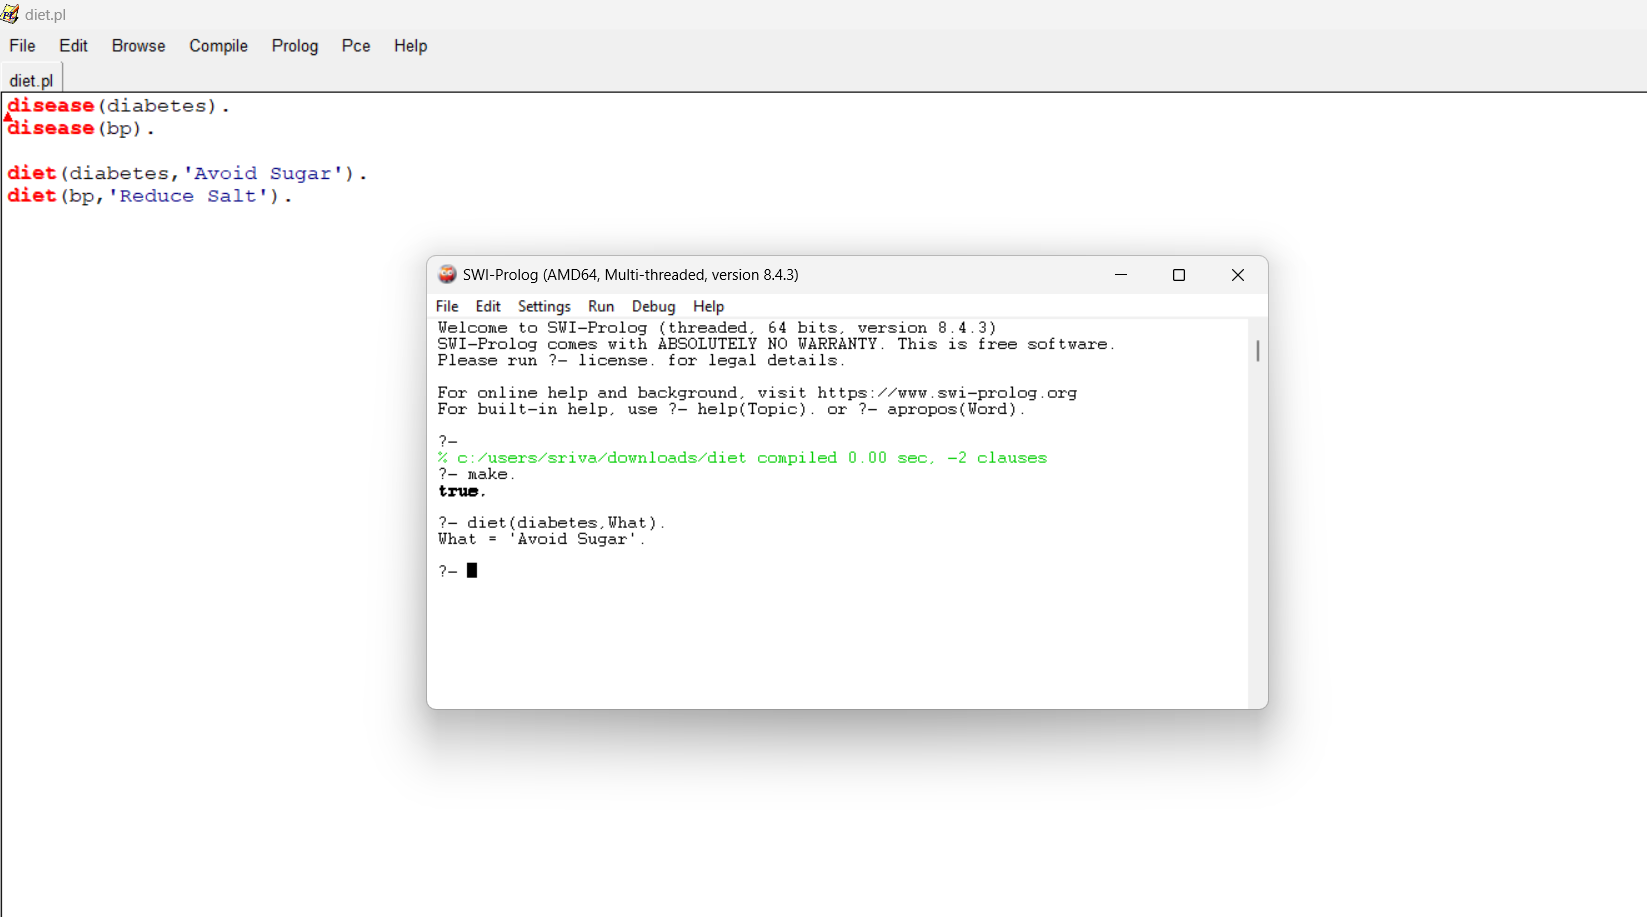 diet.pl
File Edit Browse Compile Prolog Pce Help
diet.pl
disease(diabetes).
disease(bp).
diet(diabetes,'Avoid Sugar').
diet(bp,'Reduce Salt').
SWI-Prolog (AMD64, Multi-threaded, version 8.4.3)
File Edit Settings Run Debug Help
Welcome to SWI-Prolog (threaded, 64 bits, version 8.4.3)
SWI-Prolog comes with ABSOLUTELY NO WARRANTY. This is free software.
Please run ?- license. for legal details.
For online help and background, visit https://www.swi-prolog.org
For built-in help, use ?- help(Topic). or ?- apropos(Word).
?-
% c:/users/sriva/downloads/diet compiled 0.00 sec, -2 clauses
?- make.
true.
?- diet(diabetes,What).
What = 'Avoid Sugar'.
?-